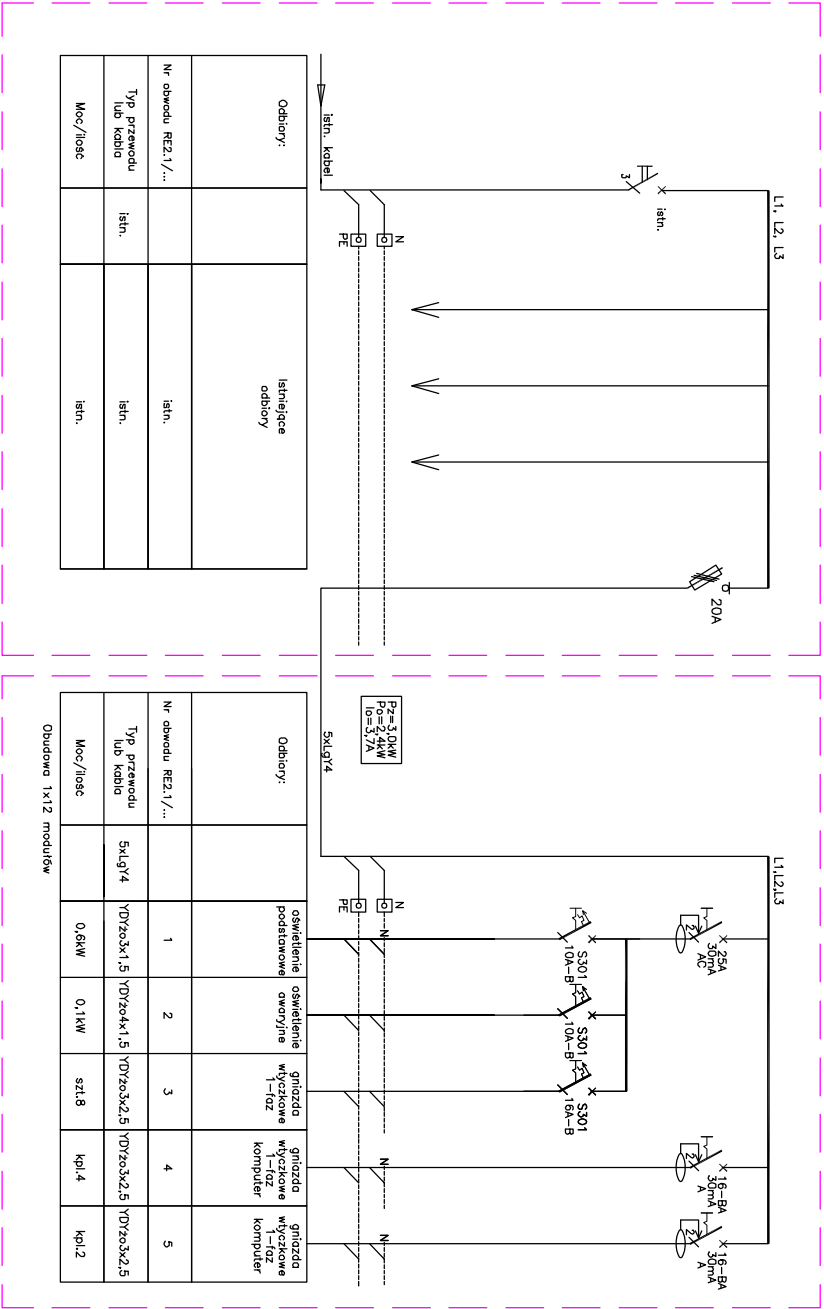 L1, L2, L3
istn.
3
20A
istn. kabel
N
PE
Odbiory:
Istniejące
odbiory
Nr obwodu RE2.1/...
istn.
Typ przewodu
lub kabla
istn.
istn.
Moc/ilość
istn.
L1,L2,L3
25A
30mA
AC
2
16-BA
30mA
A
2
16-BA
30mA
A
2
S301
10A-B
S301
10A-B
S301
16A-B
Pz=3,0kW
Po=2,4kW
Io=3,7A
5xLgY4
N
PE
N
N
N
Odbiory:
oświetlenie
podstawowe
oświetlenie
awaryjne
gniazda
wtyczkowe
1-faz
gniazda
wtyczkowe
1-faz
komputer
gniazda
wtyczkowe
1-faz
komputer
Nr obwodu RE2.1/...
1
2
3
4
5
Typ przewodu
lub kabla
5xLgY4
YDYżo3x1,5
YDYżo4x1,5
YDYżo3x2,5
YDYżo3x2,5
YDYżo3x2,5
Moc/ilość
0,6kW
0,1kW
szt.8
kpl.4
kpl.2
Obudowa 1x12 modułów